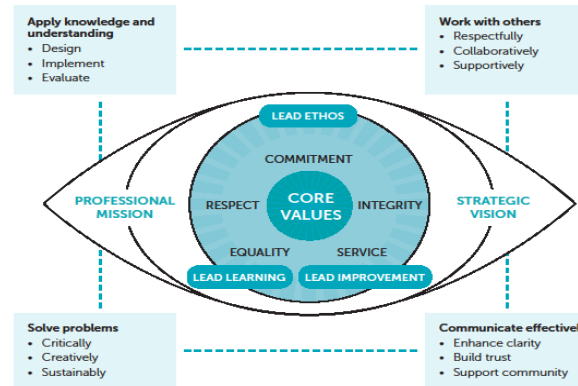 Apply knowledge and
understanding
• Design
• Implement
• Evaluate
Work with others
• Respectfully
• Collaboratively
• Supportively
LEAD ETHOS
COMMITMENT
PROFESSIONAL
MISSION
RESPECT
CORE
VALUES
INTEGRITY
STRATEGIC
VISION
EQUALITY
SERVICE
LEAD LEARNING
LEAD IMPROVEMENT
Solve problems
• Critically
• Creatively
• Sustainably
Communicate effectivel
• Enhance clarity
• Build trust
• Support community